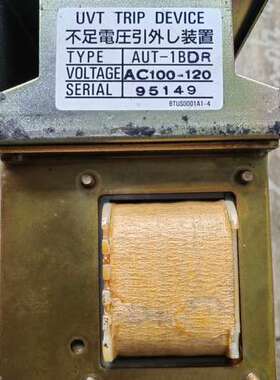 UVT TRIP DEVICE
不足電圧引外し装置
TYPE AUT-1BDR
VOLTAGE AC100-120
SERIAL 95149
BTUS0001A1-4